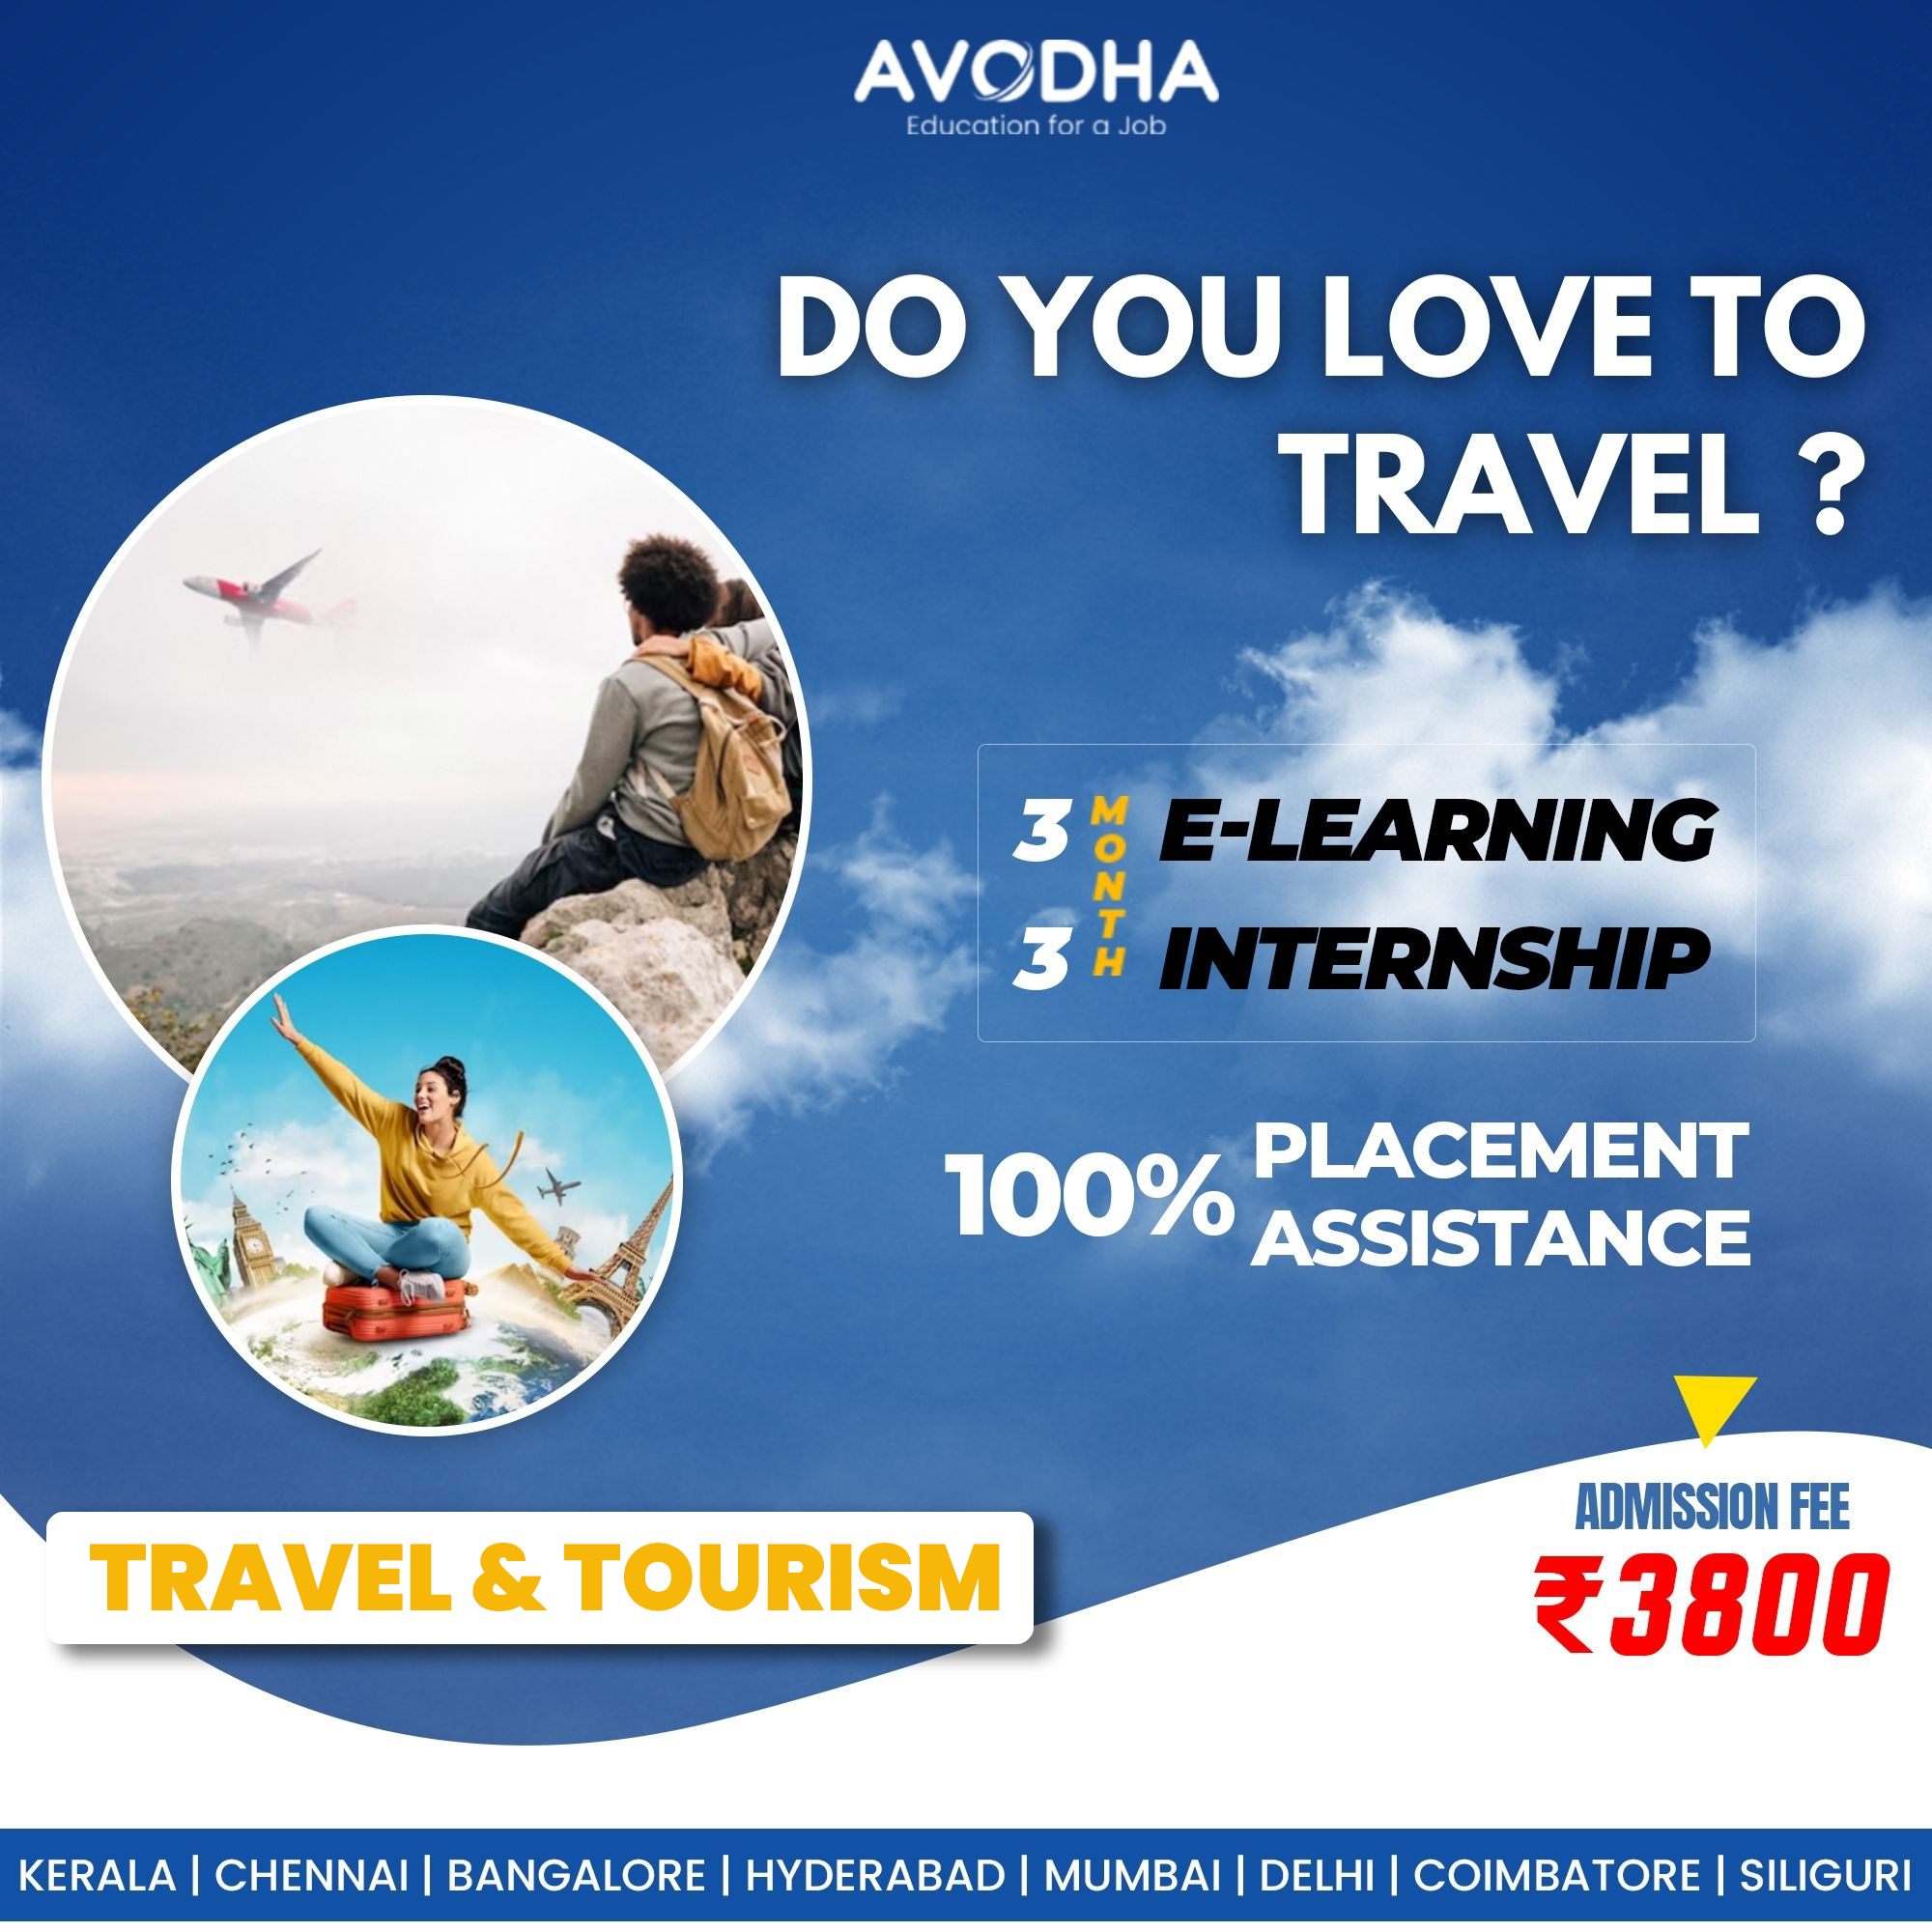 AVODHA
Education for a Job
DO YOU LOVE TO
TRAVEL ?
3 MONTH E-LEARNING
3 INTERNSHIP
100% PLACEMENT
ASSISTANCE
ADMISSION FEE
₹3800
TRAVEL & TOURISM
KERALA | CHENNAI | BANGALORE | HYDERABAD | MUMBAI | DELHI | COIMBATORE | SILIGURI